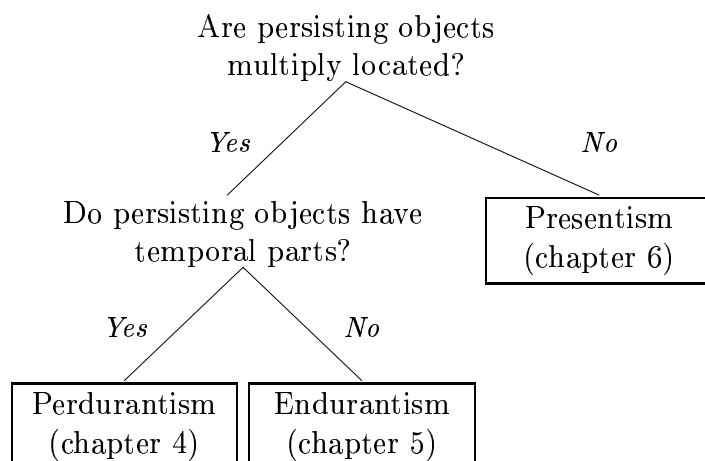 Are persisting objects
multiply located?
Yes
No
Do persisting objects have
temporal parts?
Presentism
(chapter 6)
Yes
No
Perdurantism
(chapter 4)
Endurantism
(chapter 5)